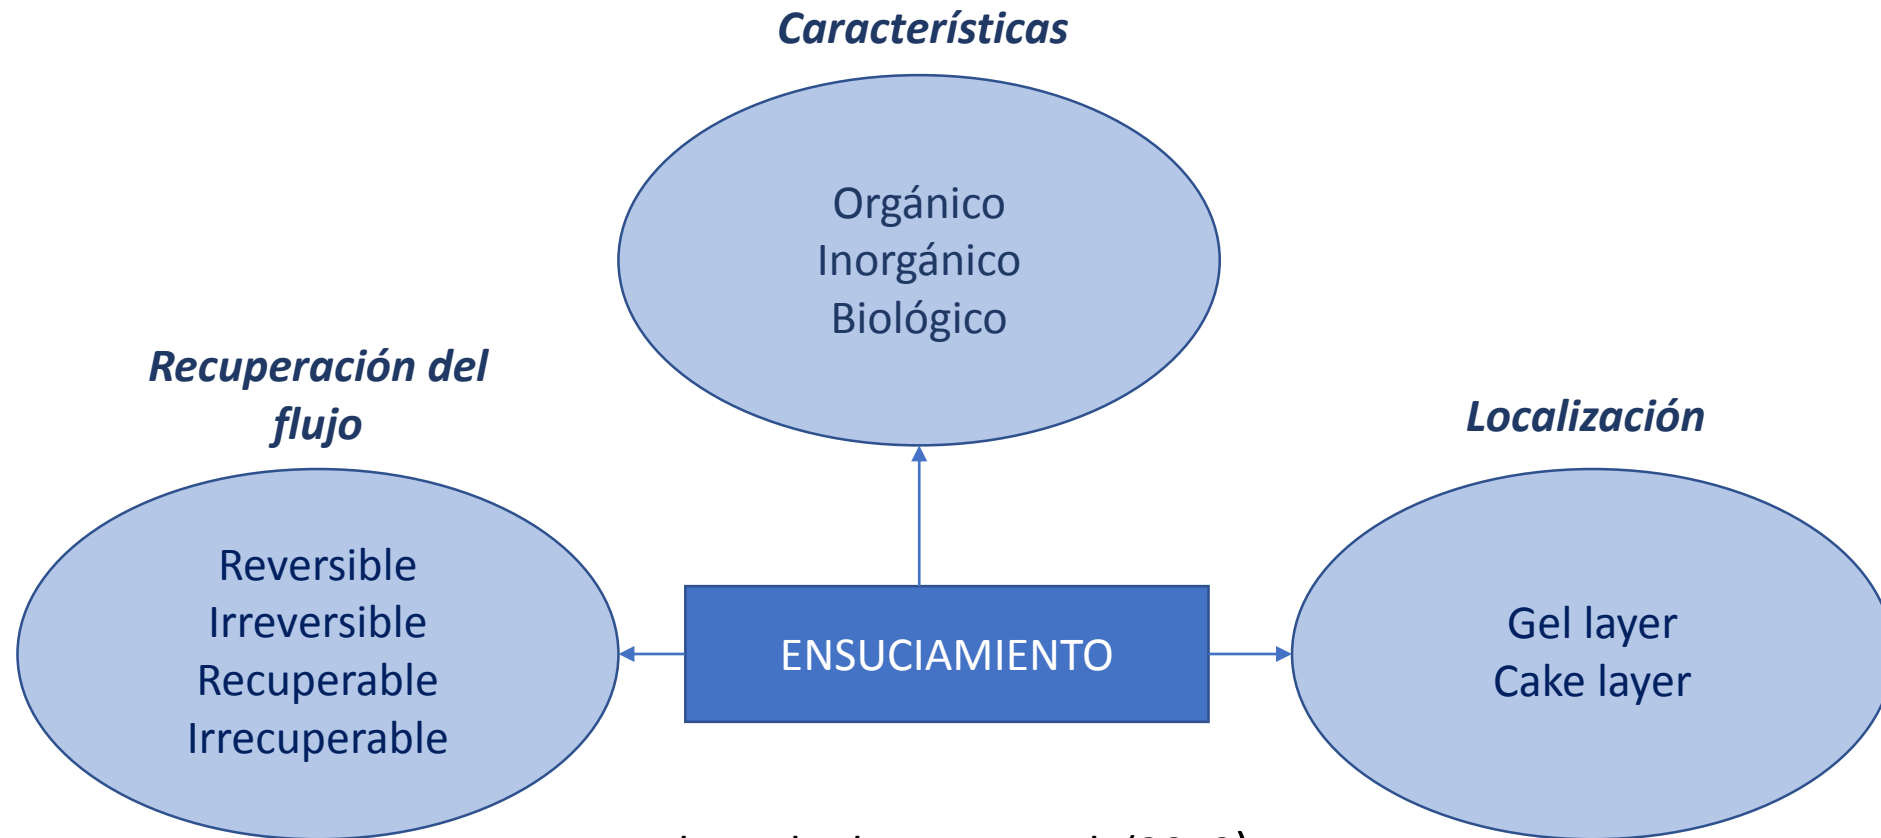 Características
Orgánico
Inorgánico
Biológico
Recuperación del
flujo
Reversible
Irreversible
Recuperable
Irrecuperable
ENSUCIAMIENTO
Localización
Gel layer
Cake layer